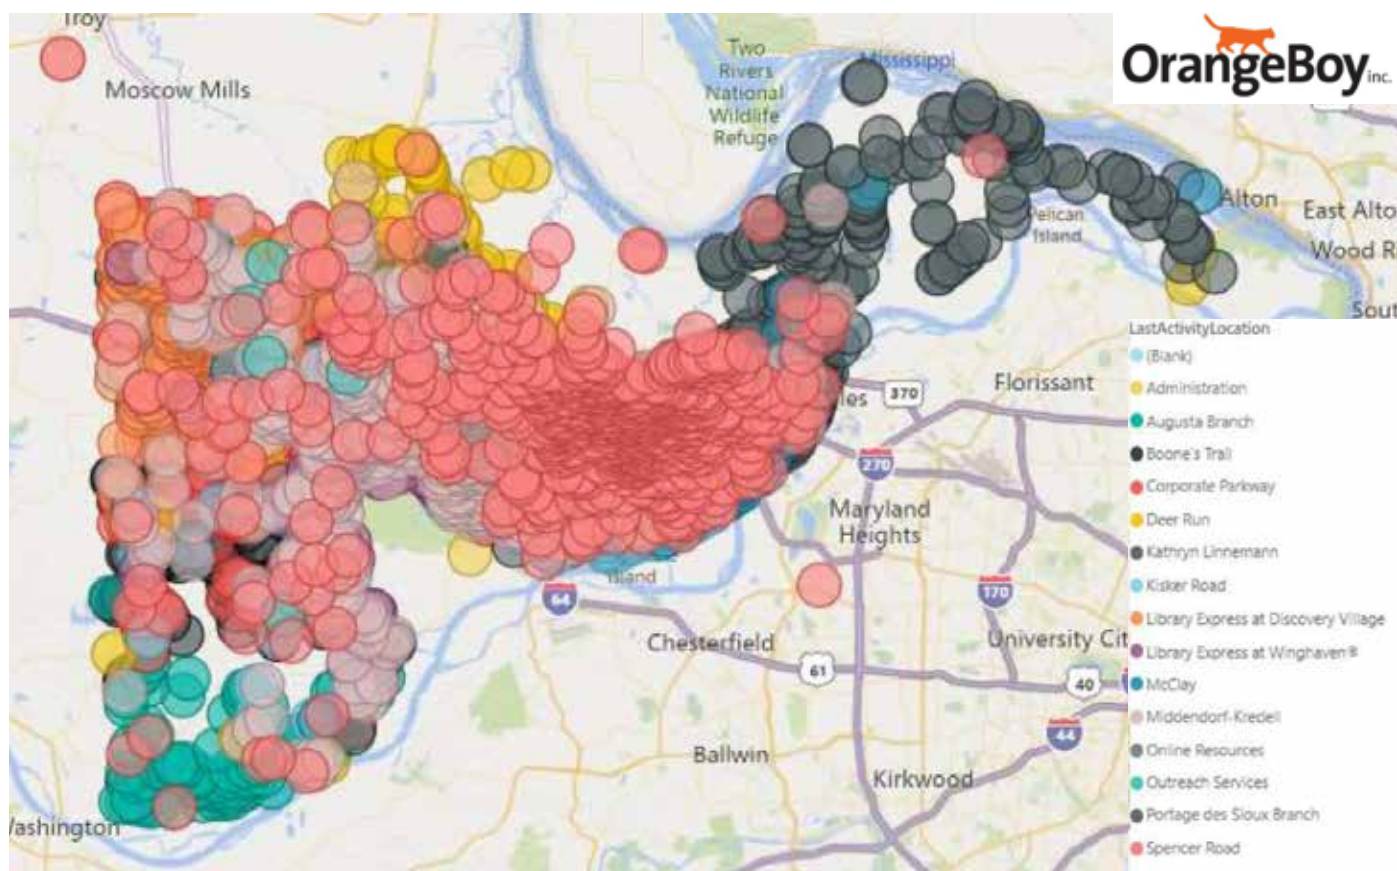 Troy
Moscow Mills
Two
Rivers
National
Wildlife
Refuge
Mississippi
OrangeBoy inc.
Alton
East Alto
Wood R
Pelican
Island
Sout
LastActivityLocation
(Blank)
Administration
Augusta Branch
Boone's Trail
Corporate Parkway
Deer Run
Kathryn Linnemann
Kisker Road
Library Express at Discovery Village
Library Express at Winghaven®
McClay
Middendorf-Kredell
Online Resources
Outreach Services
Portage des Sioux Branch
Spencer Road
Florissant
les
370
270
Maryland
Heights
Island
64
170
Chesterfield
University Cit
61
40
44
Ballwin
Kirkwood
ashington